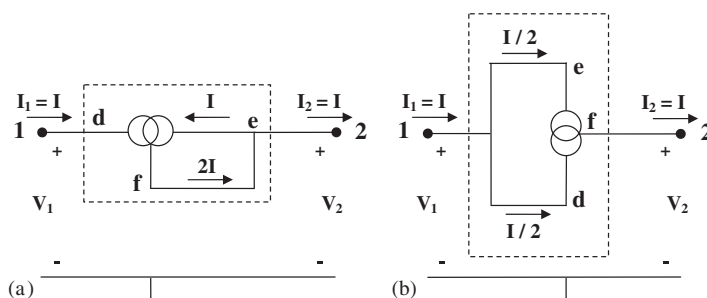 I₁ = I
I
I₂ = I
1
d
e
2
+
+
f
2I
V₁
V₂
-
-
(a)
I / 2
e
I₁ = I
I₂ = I
1
f
2
+
+
d
I / 2
V₁
V₂
-
-
(b)